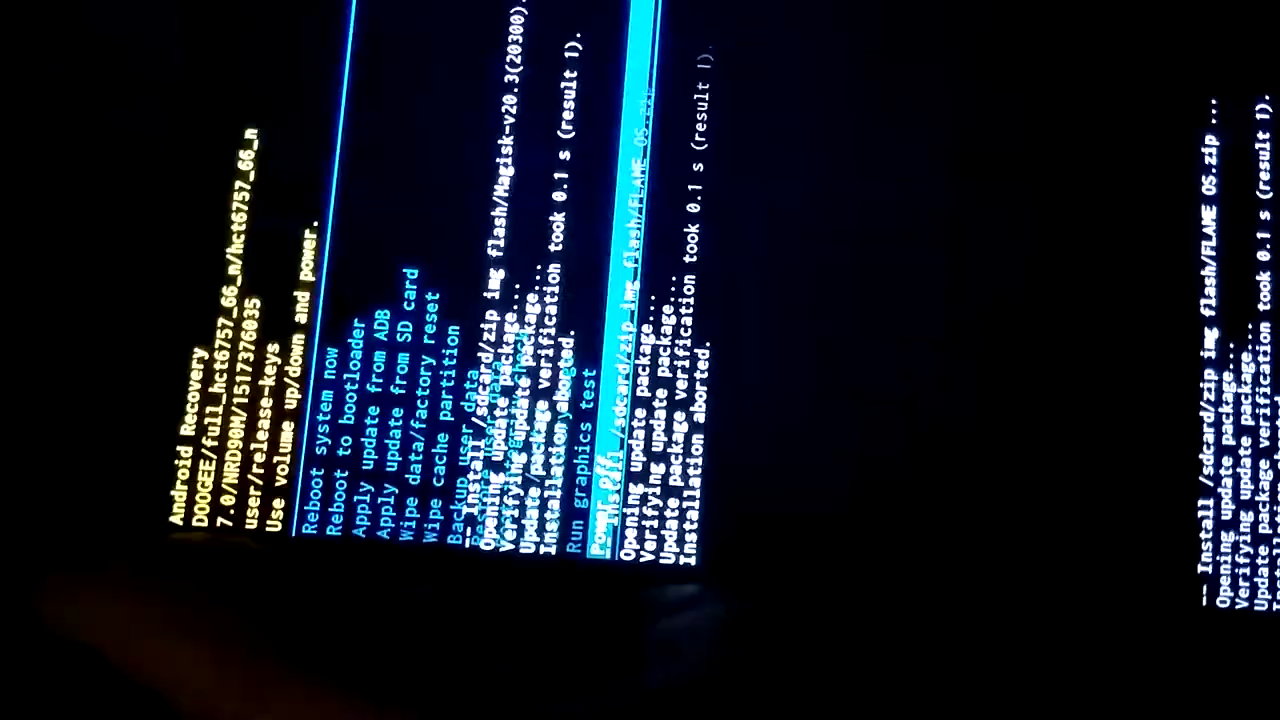 Android Recovery
DOOGEE/full_hct6757_66_n/hct6757_66_n
7.0/NRD90M/1517376035
user/release-keys
Use volume up/down and power.
Reboot system now
Reboot to bootloader
Apply update from ADB
Apply update from SD card
Wipe data/factory reset
Wipe cache partition
Backup user data
-- Install /sdcard/zip img flash/Magisk-v20.3(20300).
Opening update package...
Verifying update package...
Update package verification took 0.1 s (result 1).
Installation aborted.
Run graphics test
Power off
-- Install /sdcard/zip img flash/FLAME OS.zip
Opening update package...
Verifying update package...
Update package verification took 0.1 s (result 1).
Installation aborted.
-- Install /sdcard/zip img flash/FLAME OS.zip ...
Opening update package...
Verifying update package...
Update package verification took 0.1 s (result 1).